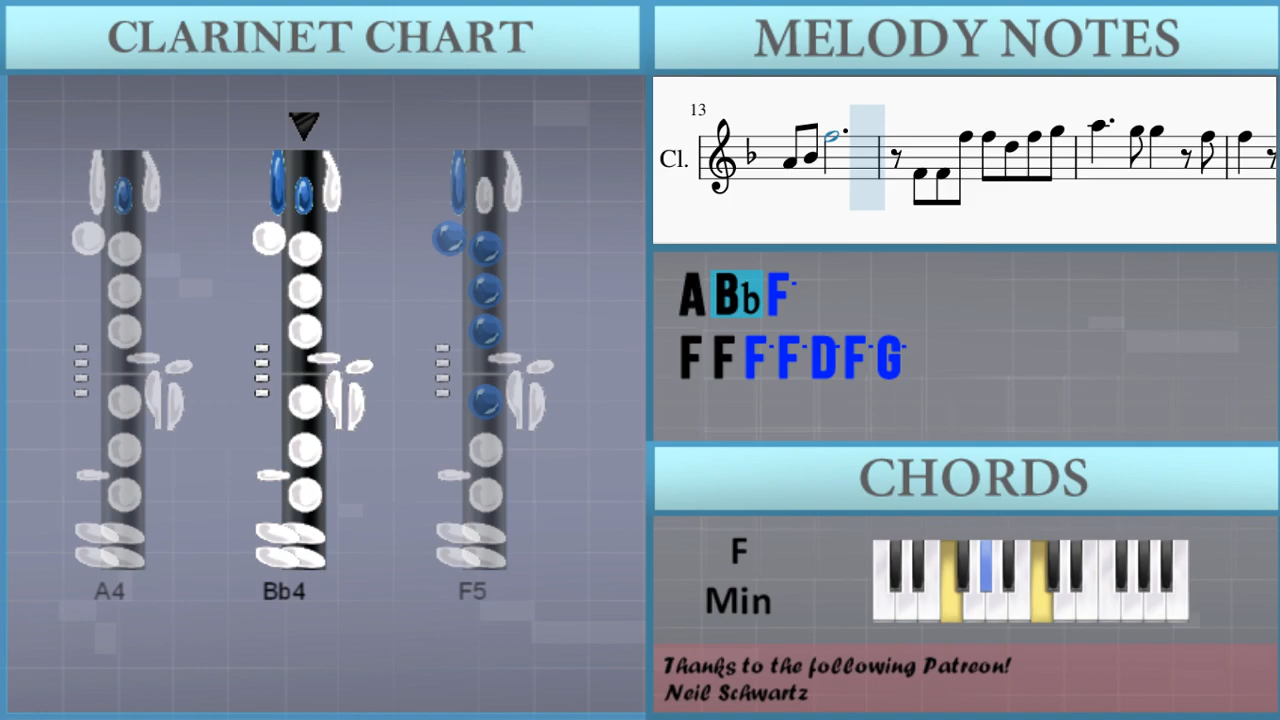 CLARINET CHART
A4 Bb4 F5
MELODY NOTES
13
Cl.
A Bb F-
F F F- F- D- F- G-
CHORDS
F
Min
Thanks to the following Patreon!
Neil Schwartz